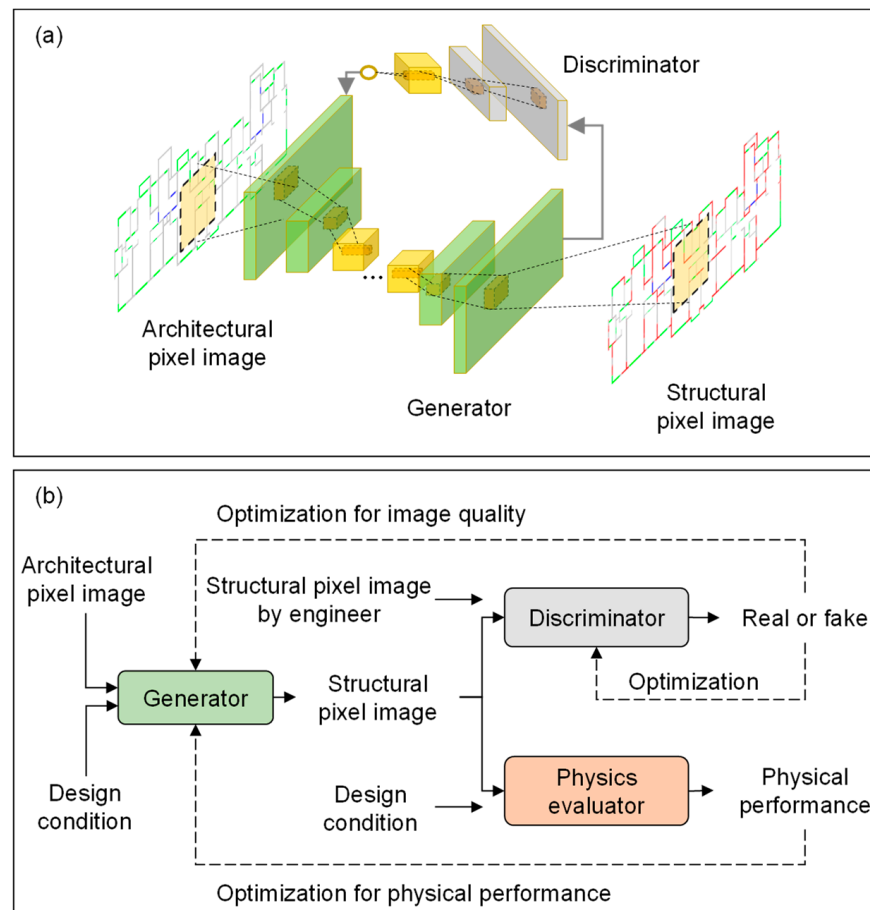 (a)
Discriminator
Architectural
pixel image
...
Generator
Structural
pixel image
(b)
Optimization for image quality
Architectural
pixel image
Structural pixel image
by engineer
Discriminator
Real or fake
Generator
Structural
pixel image
Optimization
Design
condition
Design
condition
Physics
evaluator
Physical
performance
Optimization for physical performance